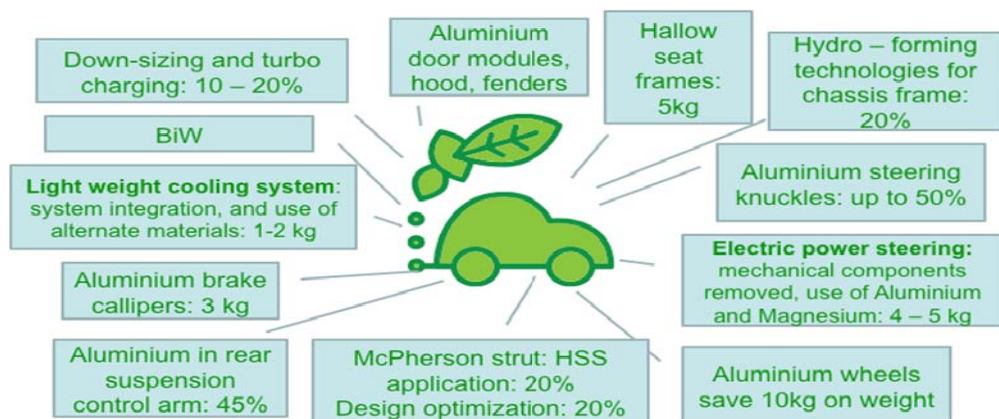 Down-sizing and turbo
charging: 10 – 20%
Aluminium
door modules,
hood, fenders
Hallow
seat
frames:
5kg
Hydro – forming
technologies for
chassis frame:
20%
BiW
Light weight cooling system:
system integration, and use of
alternate materials: 1-2 kg
Aluminium steering
knuckles: up to 50%
Aluminium brake
callipers: 3 kg
Electric power steering:
mechanical components
removed, use of Aluminium
and Magnesium: 4 – 5 kg
Aluminium in rear
suspension
control arm: 45%
McPherson strut: HSS
application: 20%
Design optimization: 20%
Aluminium wheels
save 10kg on weight